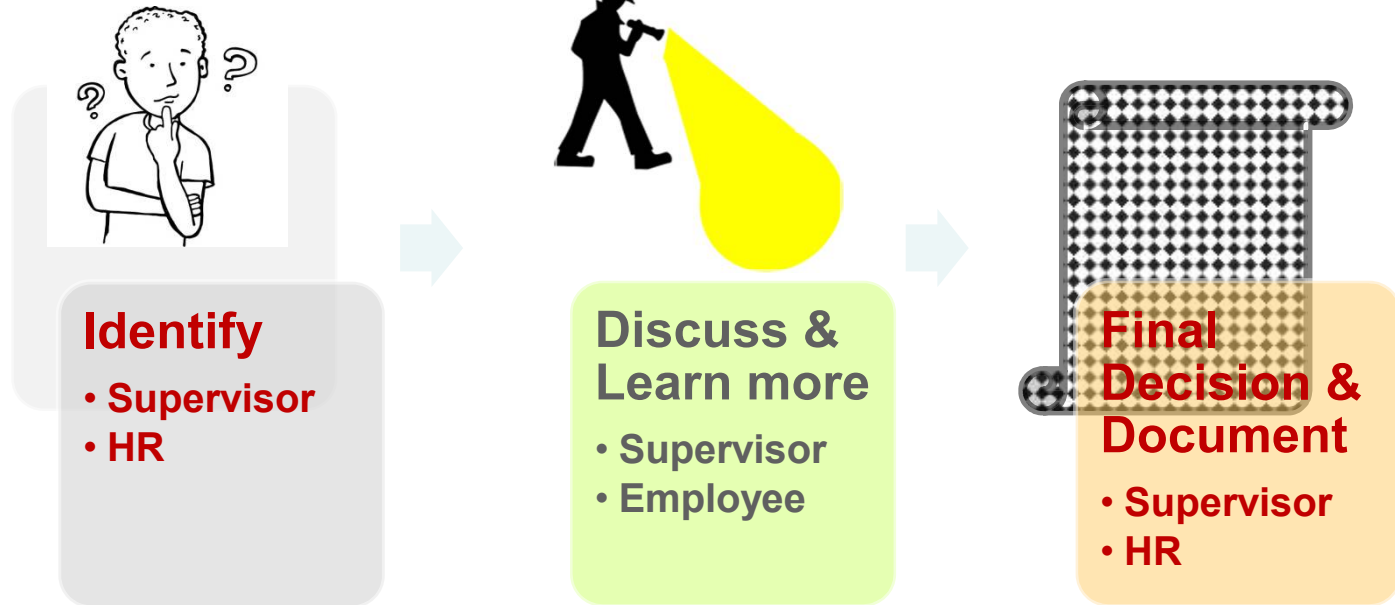 ? ?
Identify
• Supervisor
• HR
Discuss &
Learn more
• Supervisor
• Employee
Final
Decision &
Document
• Supervisor
• HR